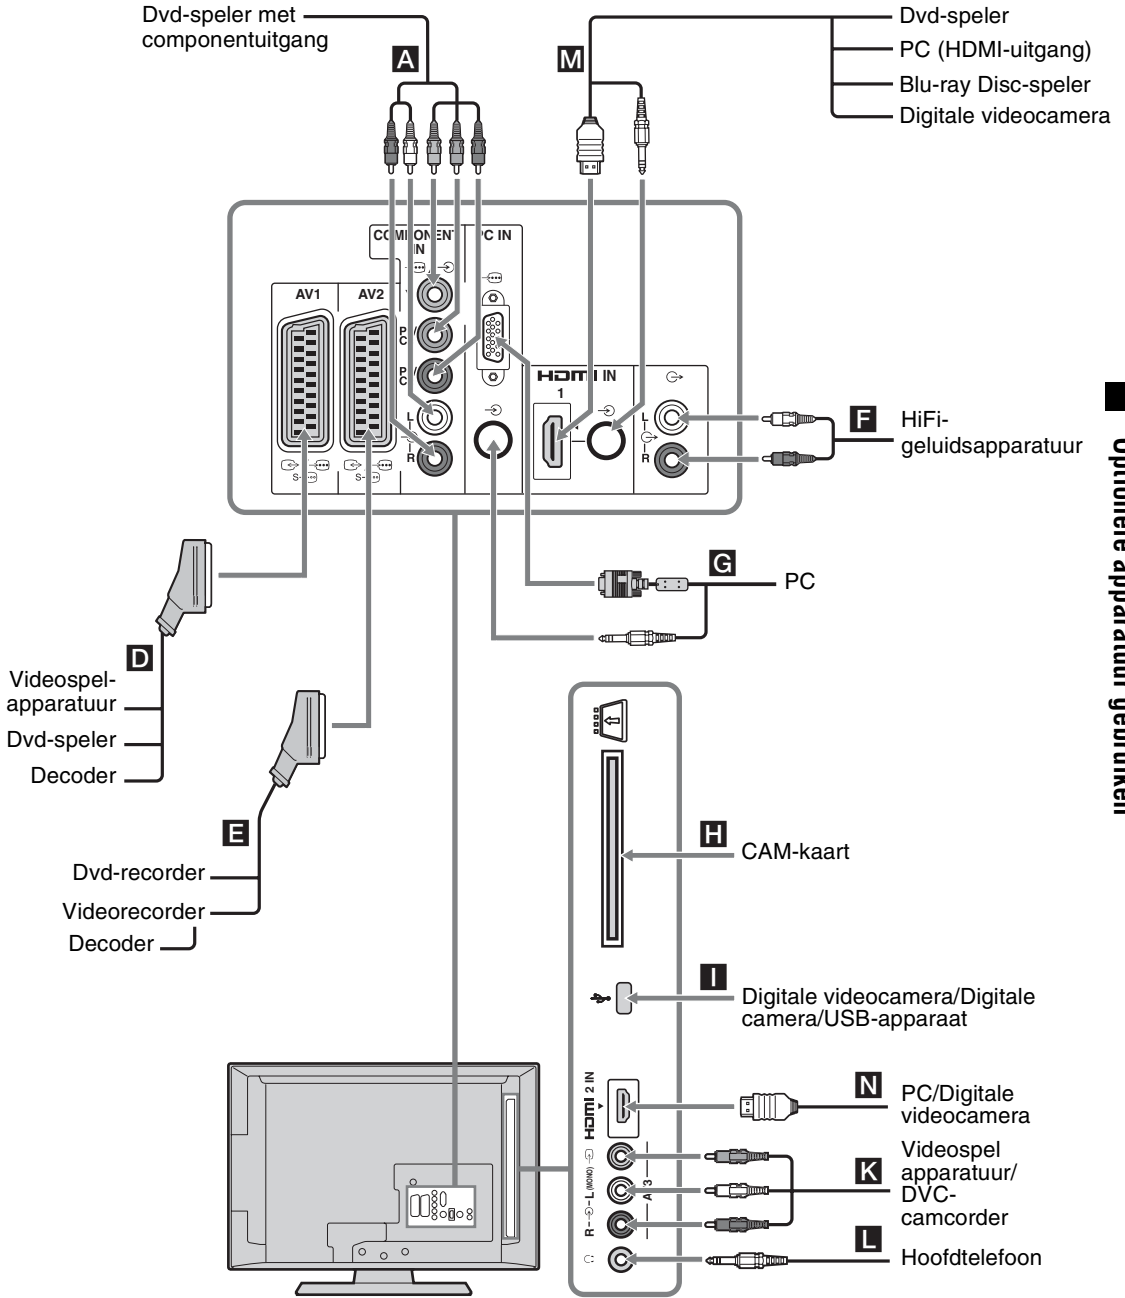 Dvd-speler met
componentuitgang
A
M
Dvd-speler
PC (HDMI-uitgang)
Blu-ray Disc-speler
Digitale videocamera
COMPONENT
IN
PC IN
AV1
AV2
Y
HDMI IN
1
L
R
L
R
S-
S-
F
HiFi-
geluidsapparatuur
Optionele apparatuur gebruiken
G
PC
D
Videospel-
apparatuur
Dvd-speler
Decoder
E
Dvd-recorder
Videorecorder
Decoder
H
CAM-kaart
I
Digitale videocamera/Digitale
camera/USB-apparaat
HDMI 2 IN
N
PC/Digitale
videocamera
R L (MONO)
AV3
K
Videospel
apparatuur/
DVC-
camcorder
L
Hoofdtelefoon